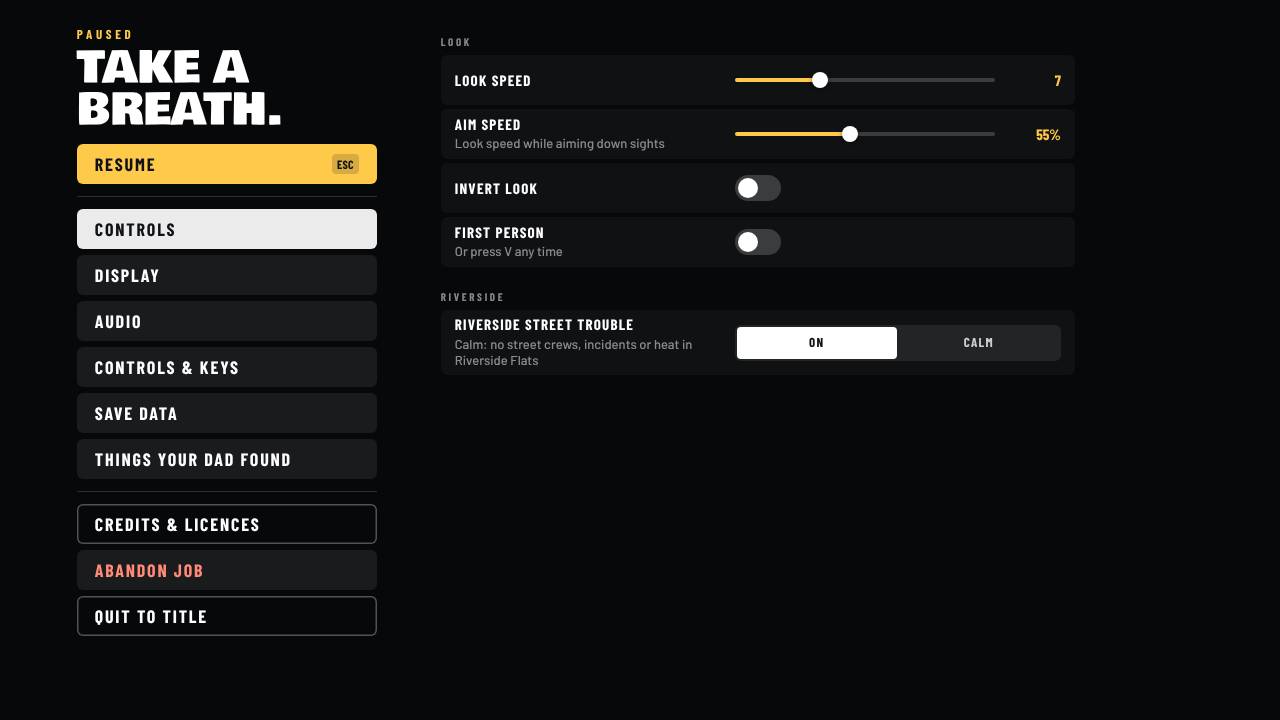 PAUSED
TAKE A
BREATH.
RESUME ESC
CONTROLS
DISPLAY
AUDIO
CONTROLS & KEYS
SAVE DATA
THINGS YOUR DAD FOUND
CREDITS & LICENCES
ABANDON JOB
QUIT TO TITLE
LOOK
LOOK SPEED 7
AIM SPEED
Look speed while aiming down sights
55%
INVERT LOOK
FIRST PERSON
Or press V any time
RIVERSIDE
RIVERSIDE STREET TROUBLE
Calm: no street crews, incidents or heat in
Riverside Flats
ON CALM